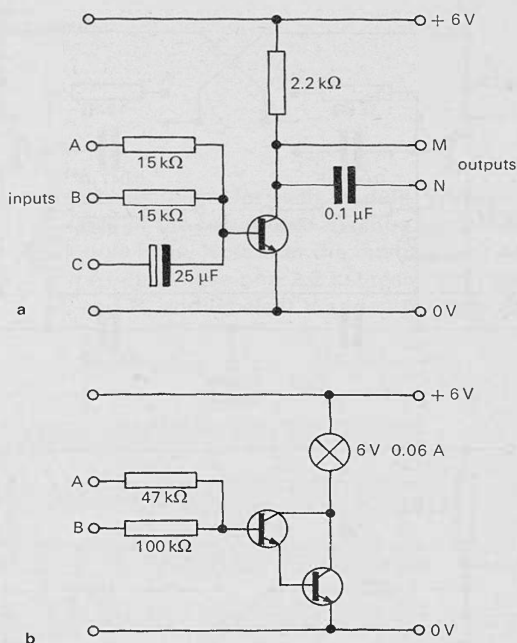 + 6 V
2.2 kΩ
A
15 kΩ
M
outputs
inputs
B
15 kΩ
N
0.1 µF
C
25 µF
a
0 V
+ 6 V
6 V 0.06 A
A
47 kΩ
B
100 kΩ
b
0 V